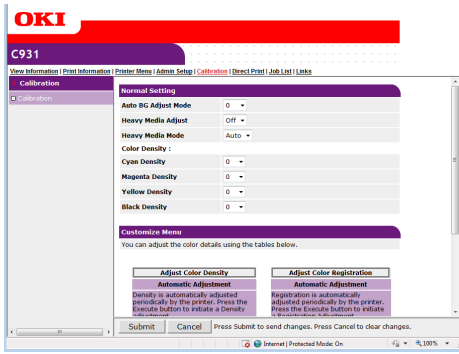 OKI
C931
View Information | Print Information | Printer Menu | Admin Setup | Calibration | Direct Print | Job List | Links
Calibration
Calibration
Normal Setting
Auto BG Adjust Mode 0
Heavy Media Adjust Off
Heavy Media Mode Auto
Color Density :
Cyan Density 0
Magenta Density 0
Yellow Density 0
Black Density 0
Customize Menu
You can adjust the color details using the tables below.
Adjust Color Density
Automatic Adjustment
Density is automatically adjusted
periodically by the printer. Press the
Execute button to initiate a Density
Adjust Color Registration
Automatic Adjustment
Registration is automatically
adjusted periodically by the printer.
Press the Execute button to initiate
Submit Cancel Press Submit to send changes. Press Cancel to clear changes.
Internet | Protected Mode: On 100%